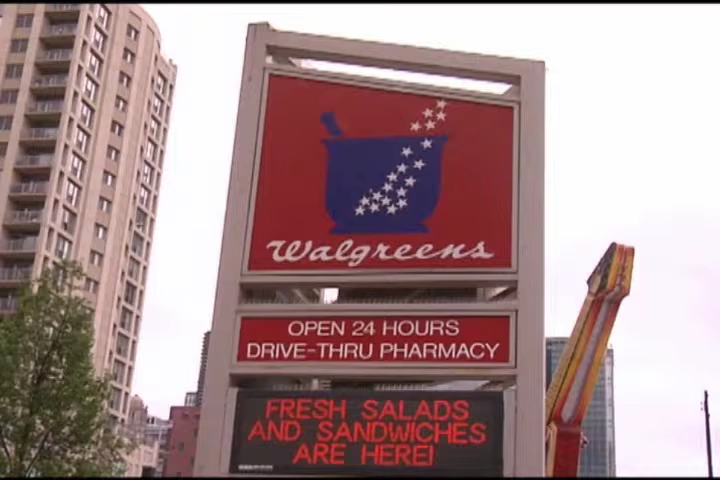 Walgreens
OPEN 24 HOURS
DRIVE-THRU PHARMACY
FRESH SALADS
AND SANDWICHES
ARE HERE!